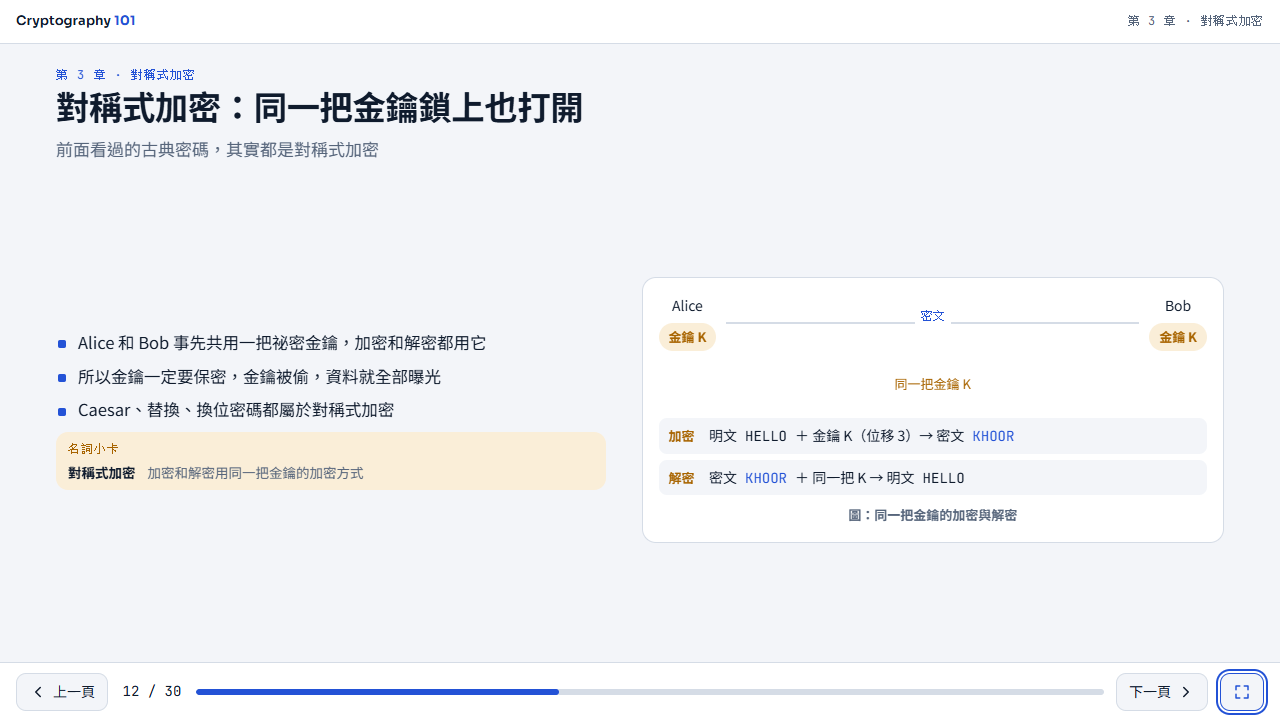 Cryptography 101
第 3 章 · 對稱式加密
第 3 章 · 對稱式加密
對稱式加密：同一把金鑰鎖上也打開
前面看過的古典密碼，其實都是對稱式加密
Alice 和 Bob 事先共用一把祕密金鑰，加密和解密都用它
所以金鑰一定要保密，金鑰被偷，資料就全部曝光
Caesar、替換、換位密碼都屬於對稱式加密
名詞小卡
對稱式加密 加密和解密用同一把金鑰的加密方式
Alice
金鑰 K
密文
Bob
金鑰 K
同一把金鑰 K
加密 明文 HELLO ＋ 金鑰 K（位移 3）→ 密文 KHOOR
解密 密文 KHOOR ＋ 同一把 K → 明文 HELLO
圖：同一把金鑰的加密與解密
上一頁
12 / 30
下一頁